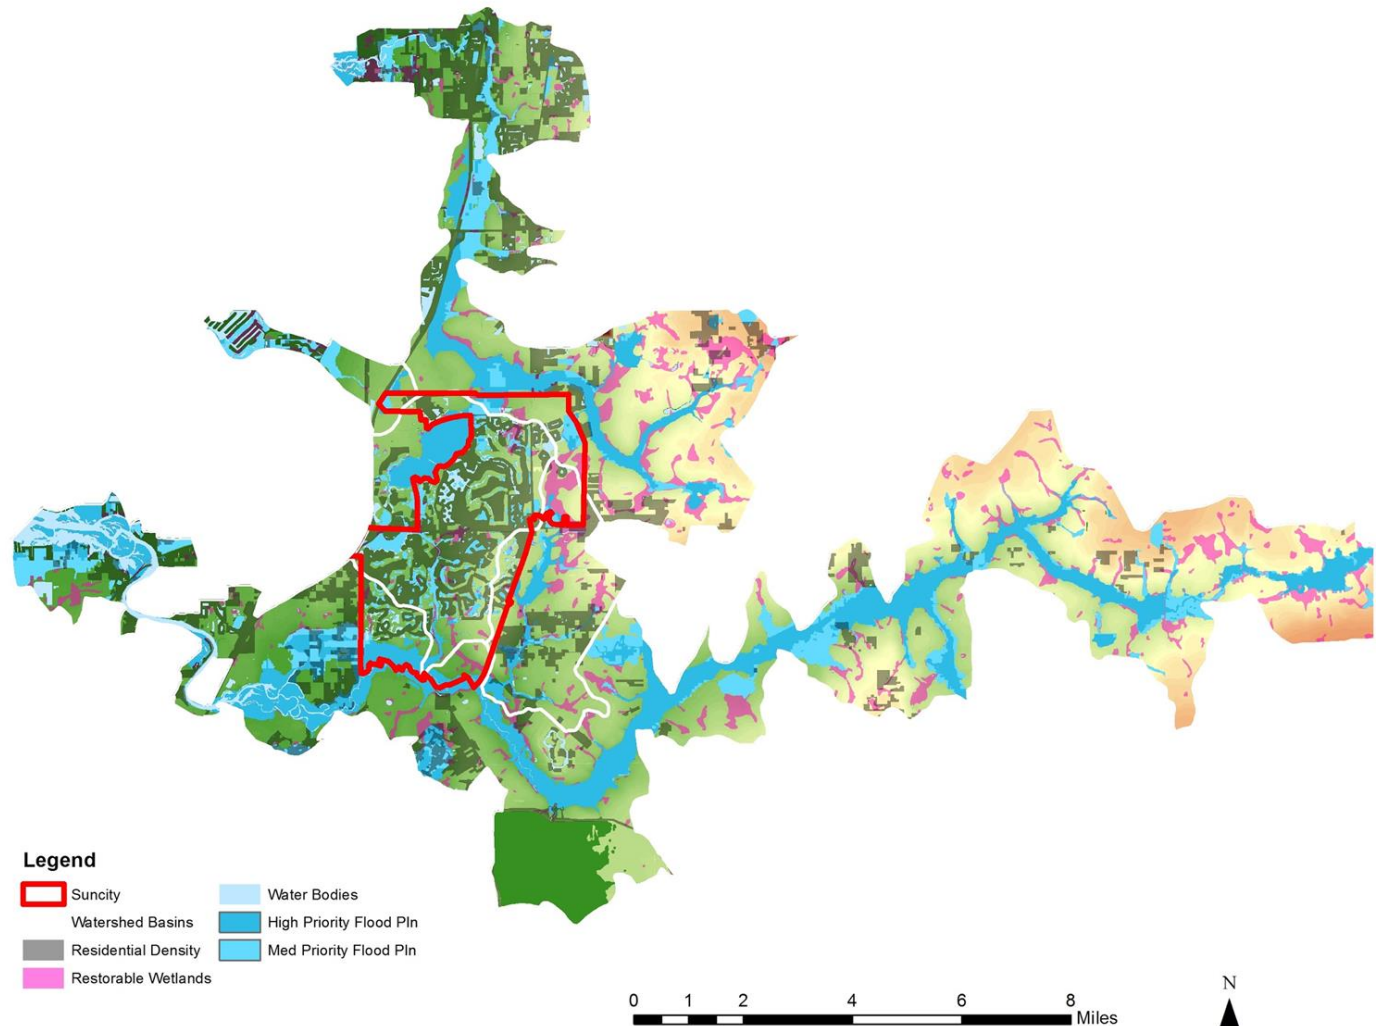 Legend
Suncity
Watershed Basins
Residential Density
Restorable Wetlands
Water Bodies
High Priority Flood Pln
Med Priority Flood Pln
0 1 2 4 6 8
Miles
N